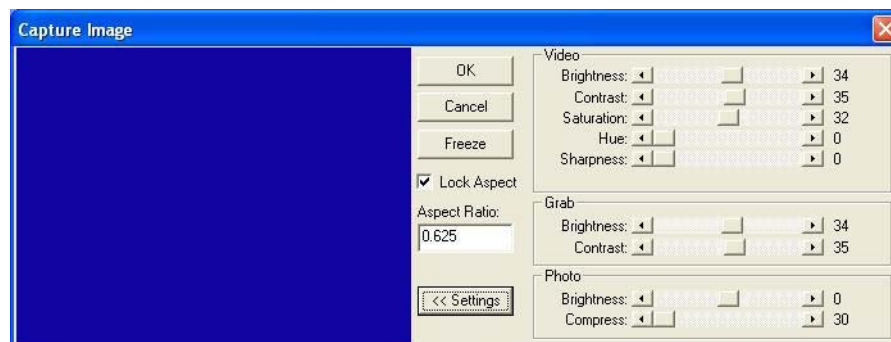 Capture Image
OK
Cancel
Freeze
Lock Aspect
Aspect Ratio:
0.625
<< Settings
Video
Brightness: 34
Contrast: 35
Saturation: 32
Hue: 0
Sharpness: 0
Grab
Brightness: 34
Contrast: 35
Photo
Brightness: 0
Compress: 30